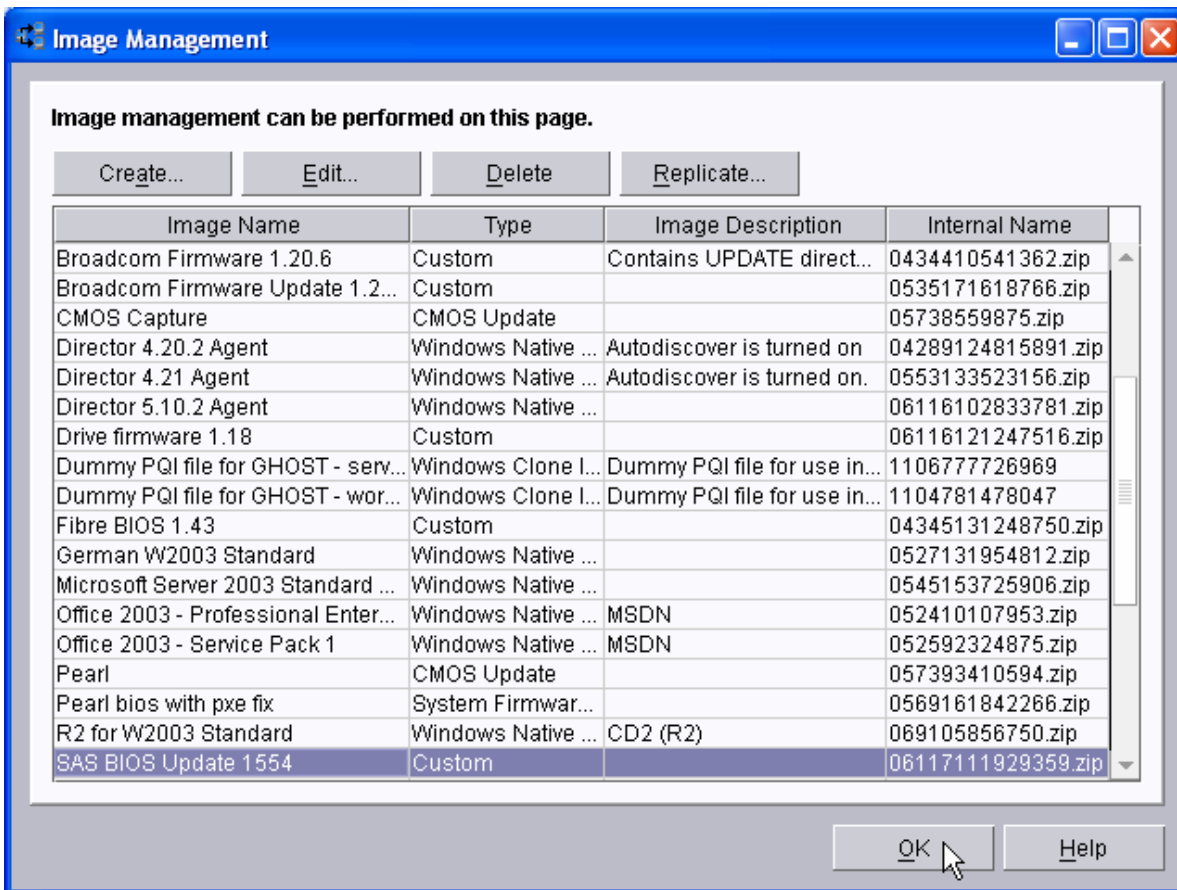 Image Management
Image management can be performed on this page.
Create... Edit... Delete Replicate...
Image Name Type Image Description Internal Name
Broadcom Firmware 1.20.6 Custom Contains UPDATE direct... 0434410541362.zip
Broadcom Firmware Update 1.2... Custom 0535171618766.zip
CMOS Capture CMOS Update 05738559875.zip
Director 4.20.2 Agent Windows Native ... Autodiscover is turned on 04289124815891.zip
Director 4.21 Agent Windows Native ... Autodiscover is turned on. 0553133523156.zip
Director 5.10.2 Agent Windows Native ... 06116102833781.zip
Drive firmware 1.18 Custom 06116121247516.zip
Dummy PQI file for GHOST - serv... Windows Clone I... Dummy PQI file for use in... 1106777726969
Dummy PQI file for GHOST - wor... Windows Clone I... Dummy PQI file for use in... 1104781478047
Fibre BIOS 1.43 Custom 04345131248750.zip
German W2003 Standard Windows Native ... 0527131954812.zip
Microsoft Server 2003 Standard ... Windows Native ... 0545153725906.zip
Office 2003 - Professional Enter... Windows Native ... MSDN 052410107953.zip
Office 2003 - Service Pack 1 Windows Native ... MSDN 052592324875.zip
Pearl CMOS Update 057393410594.zip
Pearl bios with pxe fix System Firmwar... 0569161842266.zip
R2 for W2003 Standard Windows Native ... CD2 (R2) 069105856750.zip
SAS BIOS Update 1554 Custom 06117111929359.zip
OK Help